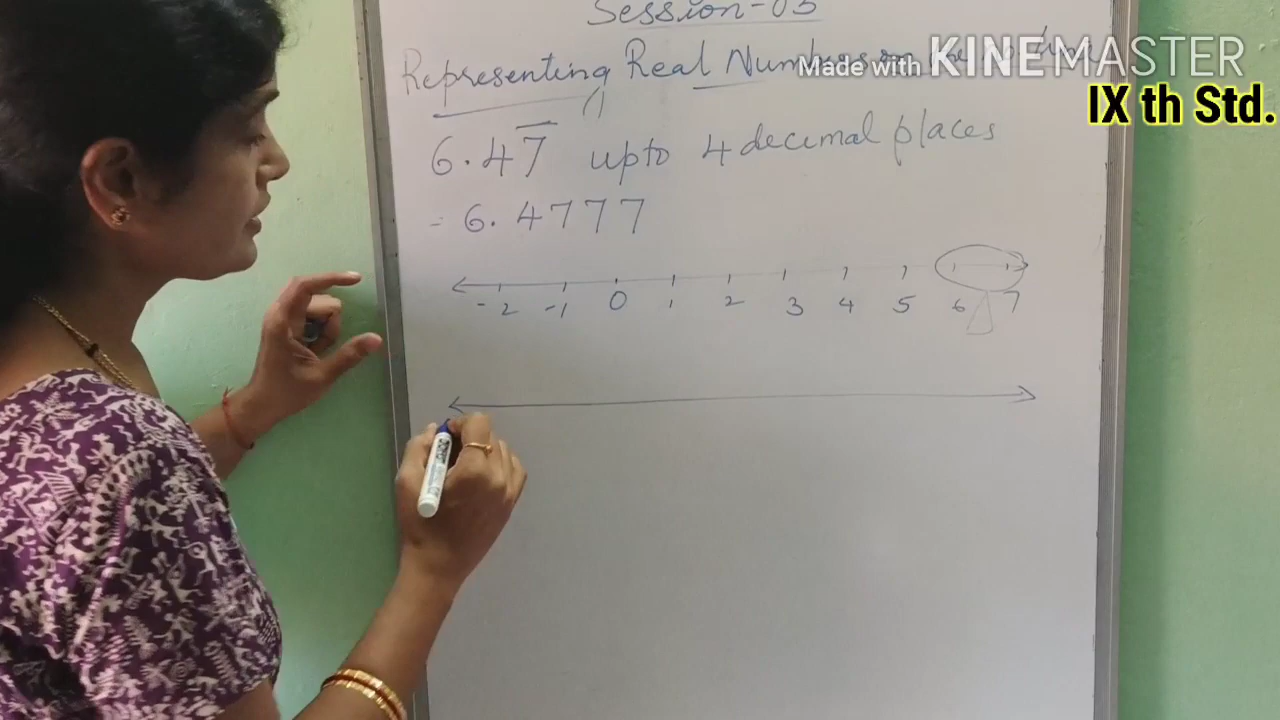 Session-03
Representing Real Numbers on the
Made with KINEMASTER
IX th Std.
6.47̅ upto 4 decimal places
= 6.4777
-2 -1 0 1 2 3 4 5 6 7